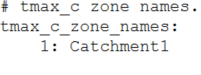 # tmax_c zone names.
tmax_c_zone_names:
    1: Catchment1